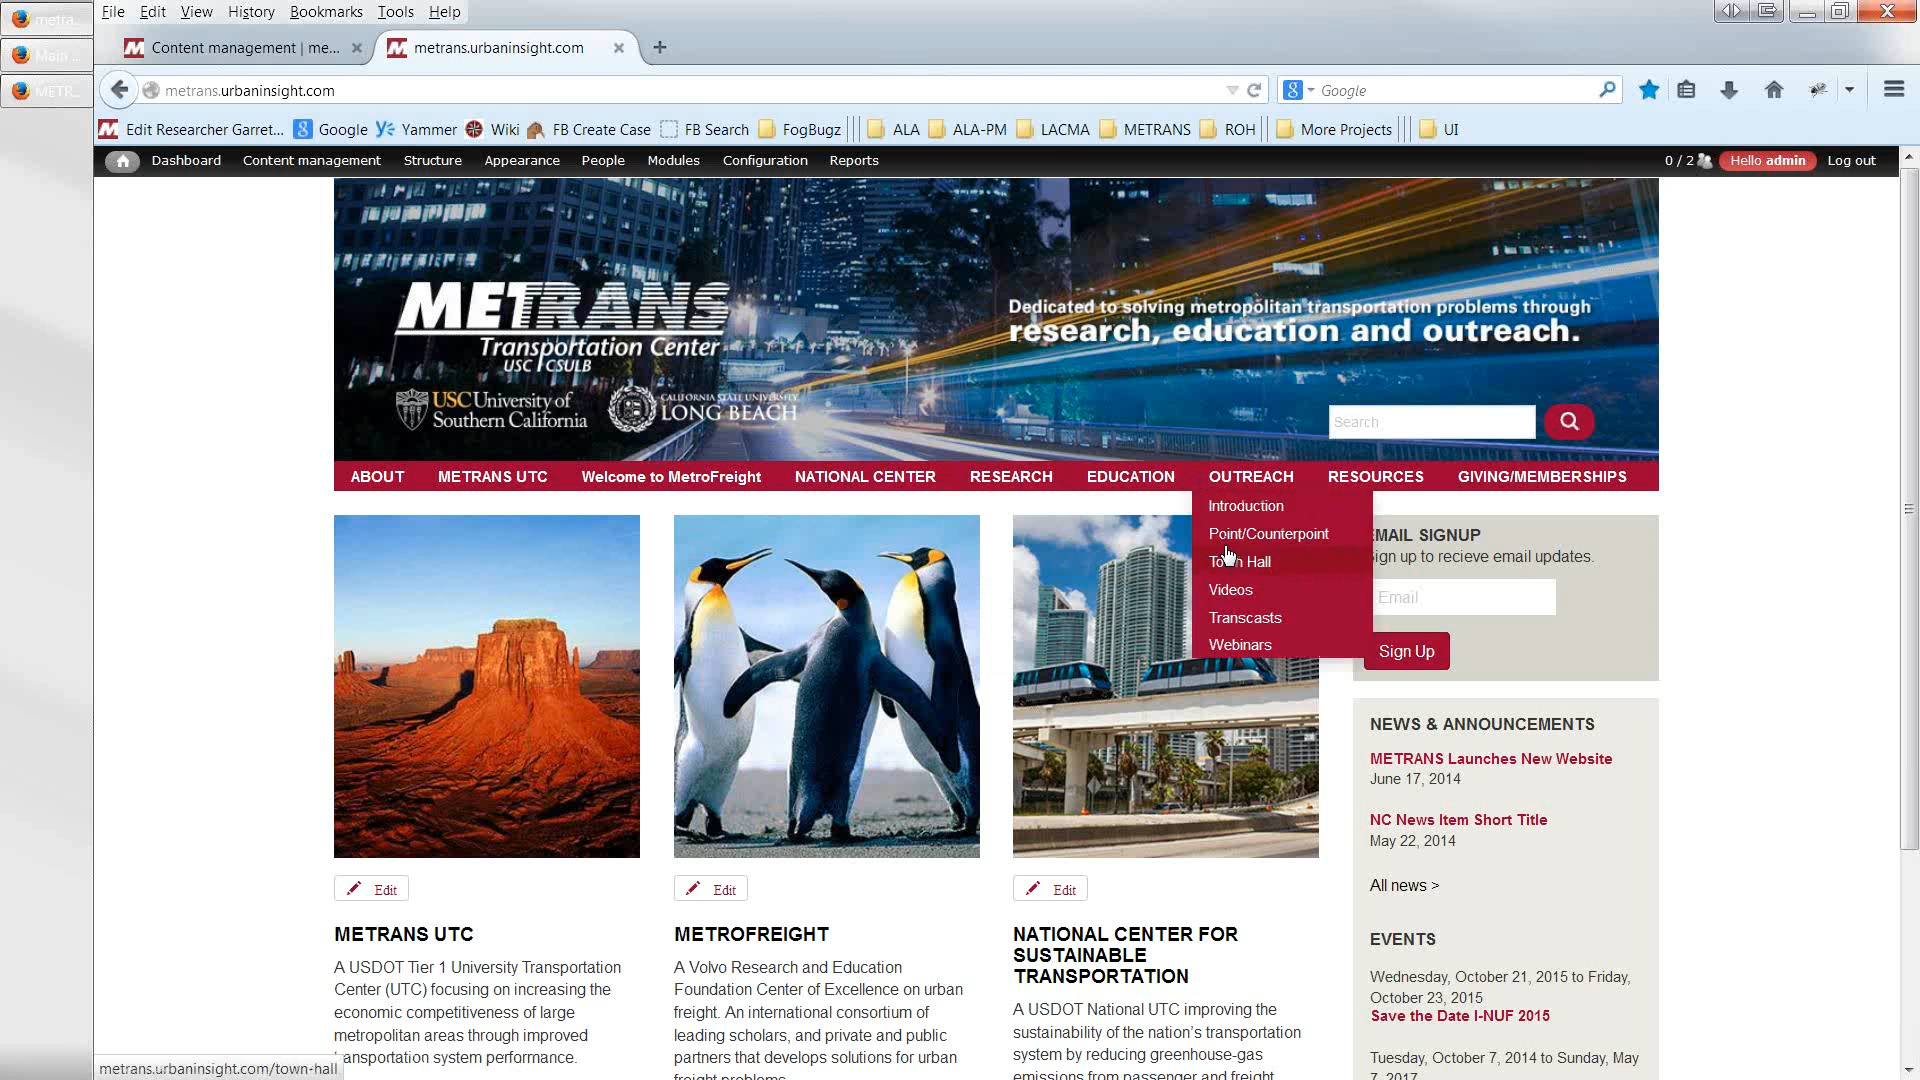 metra...
File Edit View History Bookmarks Tools Help
Main ...
Content management | me...
metrans.urbaninsight.com
METR...
metrans.urbaninsight.com
Google
Edit Researcher Garret...
Google
Yammer
Wiki
FB Create Case
FB Search
FogBugz
ALA
ALA-PM
LACMA
METRANS
ROH
More Projects
UI
Dashboard Content management Structure Appearance People Modules Configuration Reports
0 / 2
Hello admin
Log out
METRANS
Transportation Center
USC | CSULB
USC University of
Southern California
CALIFORNIA STATE UNIVERSITY
LONG BEACH
Dedicated to solving metropolitan transportation problems through
research, education and outreach.
Search
ABOUT METRANS UTC Welcome to MetroFreight NATIONAL CENTER RESEARCH EDUCATION OUTREACH RESOURCES GIVING/MEMBERSHIPS
Introduction
Point/Counterpoint
Town Hall
Videos
Transcasts
Webinars
EMAIL SIGNUP
Sign up to recieve email updates.
Email
Sign Up
NEWS & ANNOUNCEMENTS
METRANS Launches New Website
June 17, 2014
NC News Item Short Title
May 22, 2014
All news >
EVENTS
Wednesday, October 21, 2015 to Friday,
October 23, 2015
Save the Date I-NUF 2015
Tuesday, October 7, 2014 to Sunday, May
7, 2017
Edit
METRANS UTC
A USDOT Tier 1 University Transportation
Center (UTC) focusing on increasing the
economic competitiveness of large
metropolitan areas through improved
transportation system performance.
Edit
METROFREIGHT
A Volvo Research and Education
Foundation Center of Excellence on urban
freight. An international consortium of
leading scholars, and private and public
partners that develops solutions for urban
freight problems.
Edit
NATIONAL CENTER FOR
SUSTAINABLE
TRANSPORTATION
A USDOT National UTC improving the
sustainability of the nation's transportation
system by reducing greenhouse-gas
emissions from passenger and freight
metrans.urbaninsight.com/town-hall